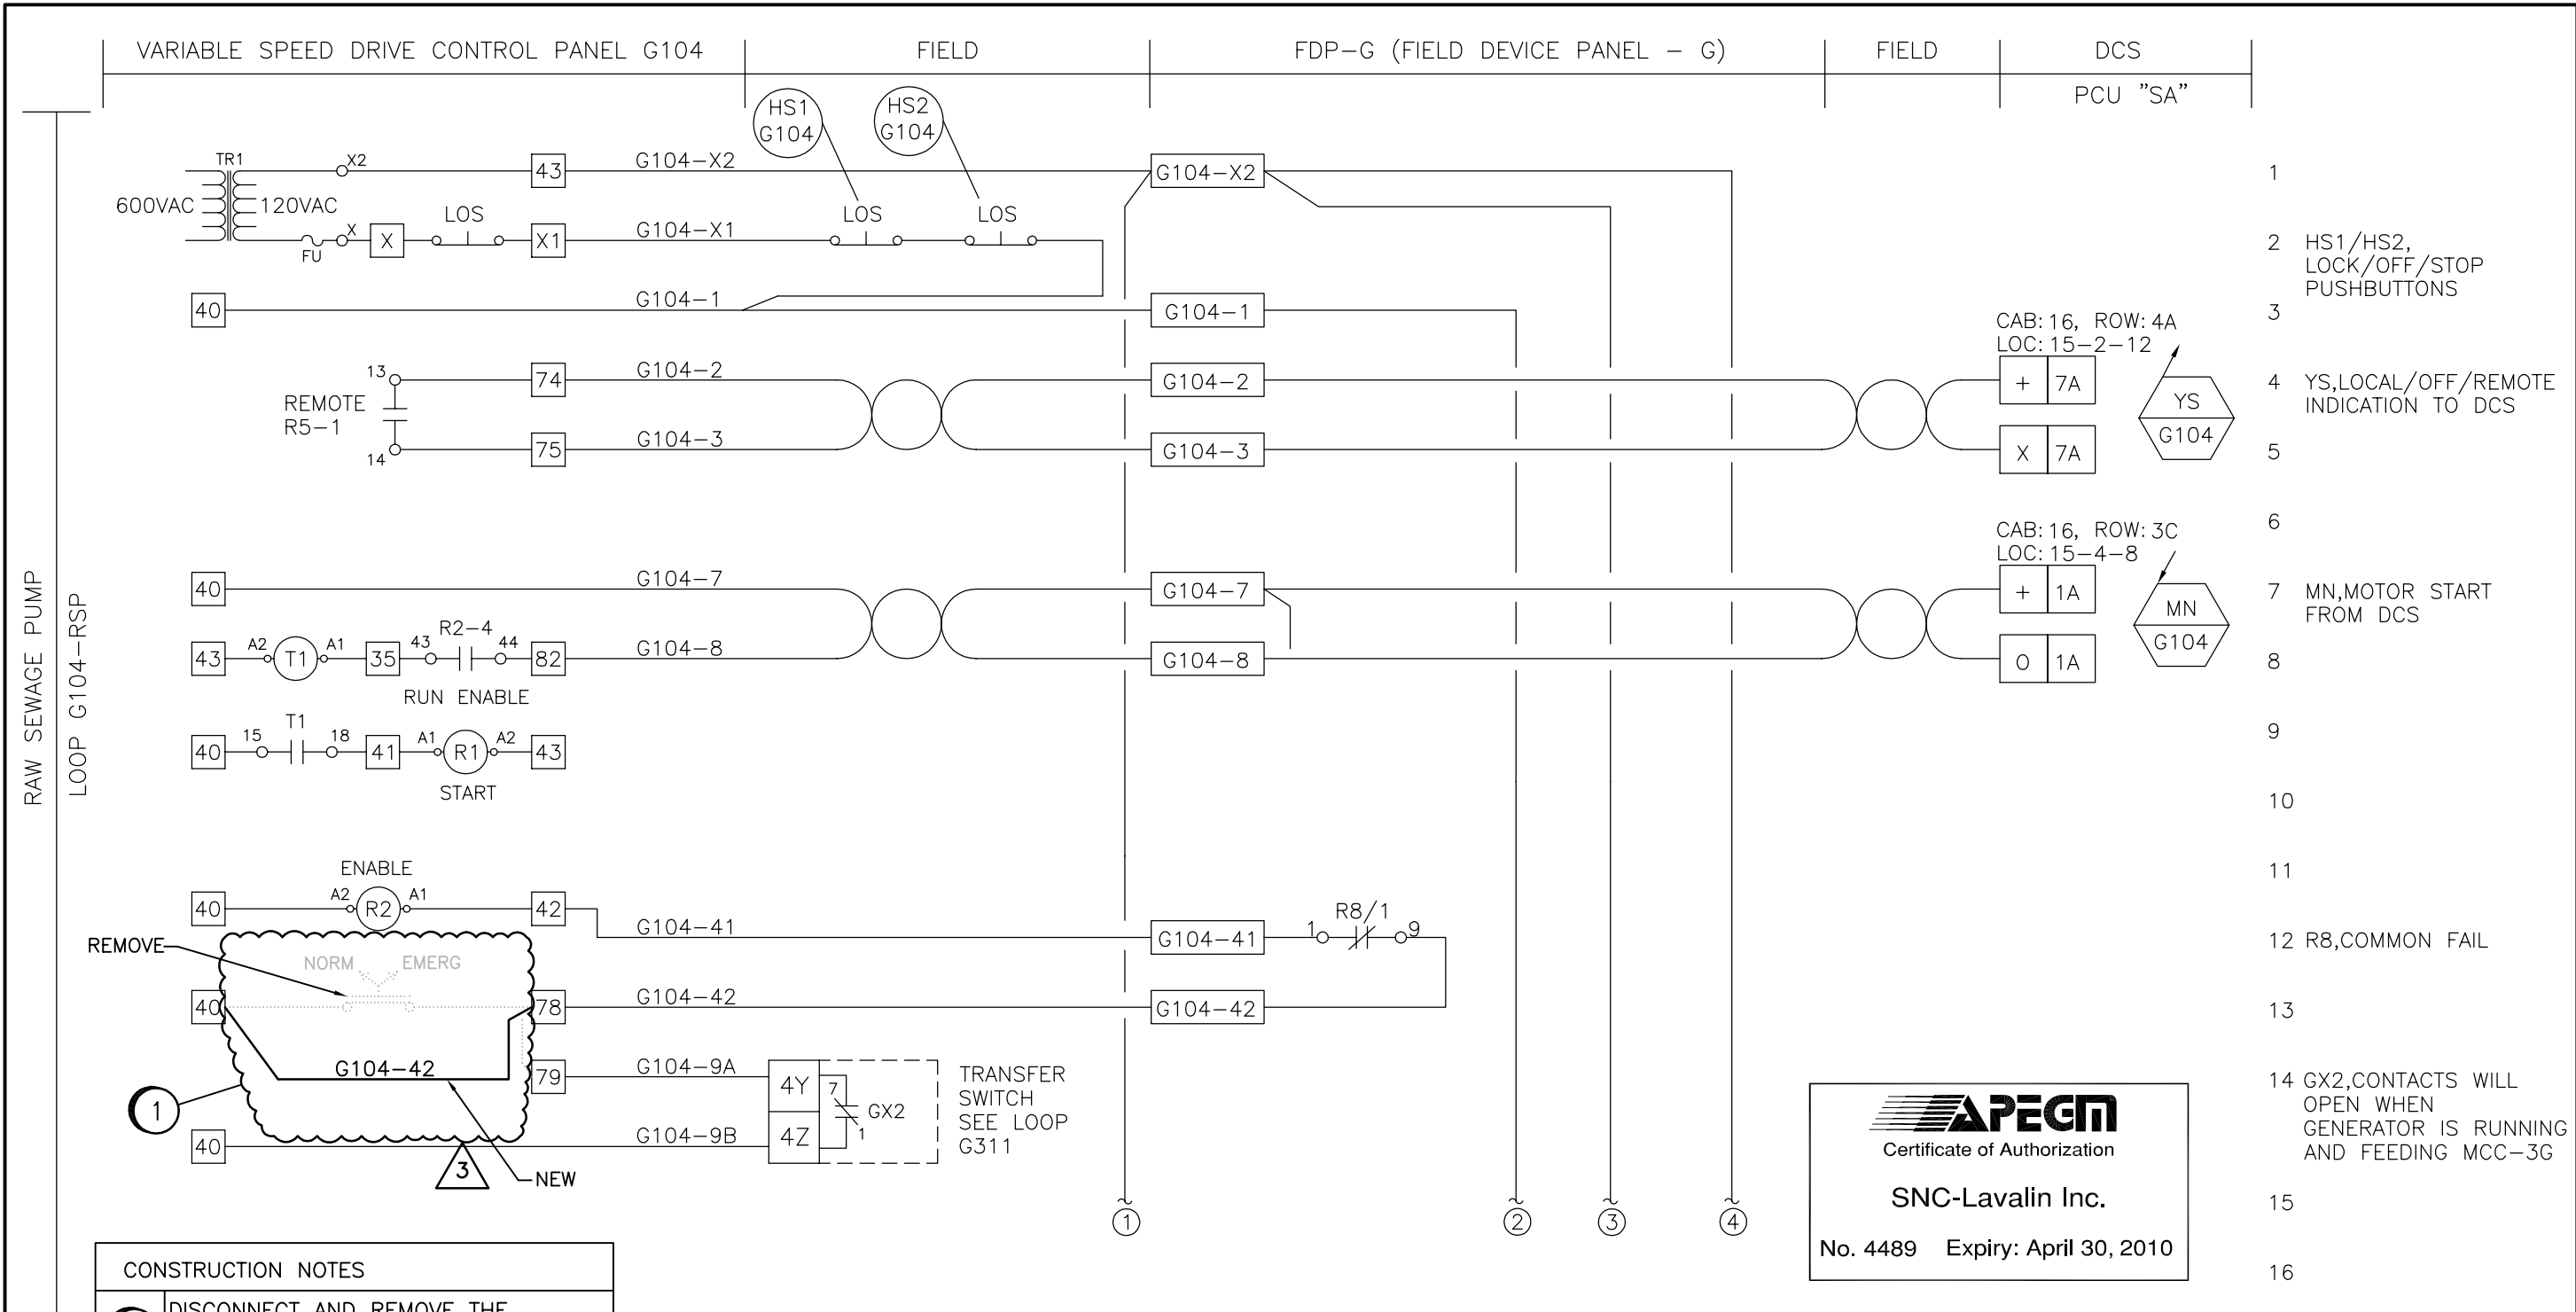 VARIABLE SPEED DRIVE CONTROL PANEL G104
FIELD
FDP-G (FIELD DEVICE PANEL - G)
FIELD
DCS
PCU "SA"
HS1
G104
HS2
G104
TR1
X2
43
G104-X2
G104-X2
1
600VAC
120VAC
FU
X
X
LOS
X1
G104-X1
LOS
LOS
2 HS1/HS2,
LOCK/OFF/STOP
PUSHBUTTONS
40
G104-1
G104-1
3
CAB: 16, ROW: 4A
LOC: 15-2-12
REMOTE
R5-1
13
74
G104-2
G104-2
+ 7A
YS
G104
4 YS,LOCAL/OFF/REMOTE
INDICATION TO DCS
14
75
G104-3
G104-3
X 7A
5
6
CAB: 16, ROW: 3C
LOC: 15-4-8
RAW SEWAGE PUMP
LOOP G104-RSP
40
G104-7
G104-7
+ 1A
MN
G104
7 MN,MOTOR START
FROM DCS
43
A2
T1
A1
35
43
R2-4
44
82
G104-8
G104-8
O 1A
8
RUN ENABLE
40
15
T1
18
41
A1
R1
A2
43
START
9
10
11
ENABLE
40
A2
R2
A1
42
G104-41
G104-41
1
R8/1
9
12 R8,COMMON FAIL
REMOVE
NORM
EMERG
40
78
G104-42
G104-42
13
G104-42
79
G104-9A
4Y
7
GX2
1
4Z
TRANSFER
SWITCH
SEE LOOP
G311
14 GX2,CONTACTS WILL
OPEN WHEN
GENERATOR IS RUNNING
AND FEEDING MCC-3G
1
40
G104-9B
3
NEW
1
2
3
4
15
16
APEGM
Certificate of Authorization
SNC-Lavalin Inc.
No. 4489 Expiry: April 30, 2010
CONSTRUCTION NOTES
DISCONNECT AND REMOVE THE